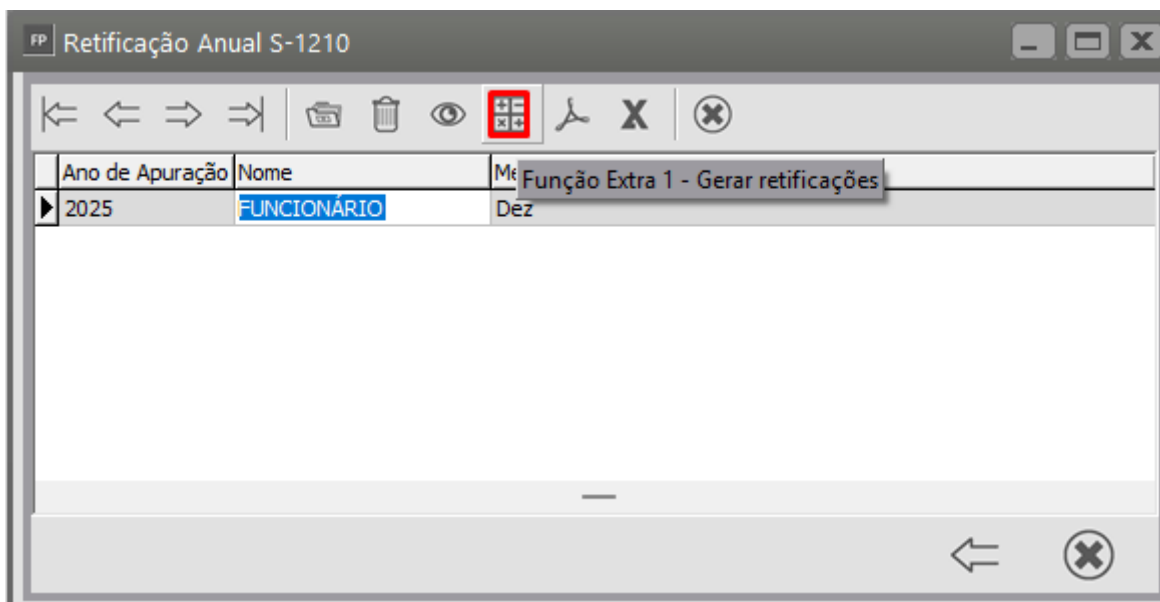 FP Retificação Anual S-1210
Ano de Apuração Nome Me
Função Extra 1 - Gerar retificações
2025 FUNCIONÁRIO Dez